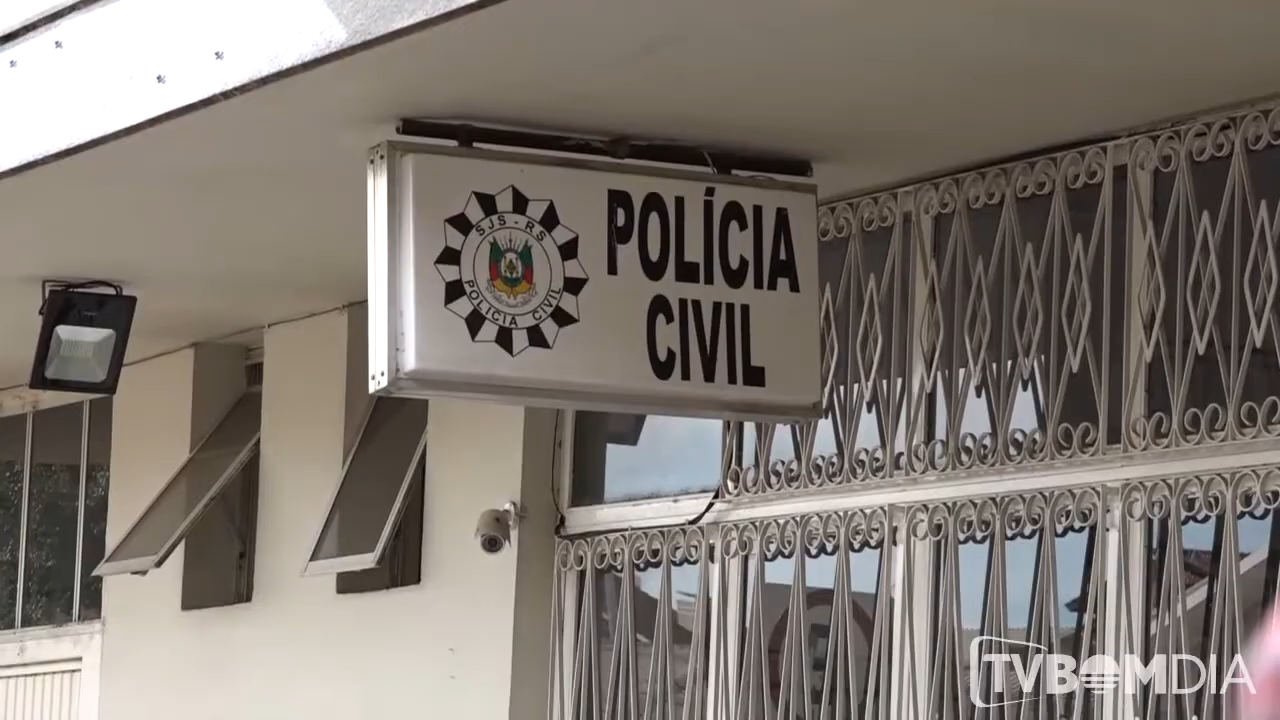 POLÍCIA
CIVIL
SJS - RS
POLÍCIA CIVIL
TVBOMDIA